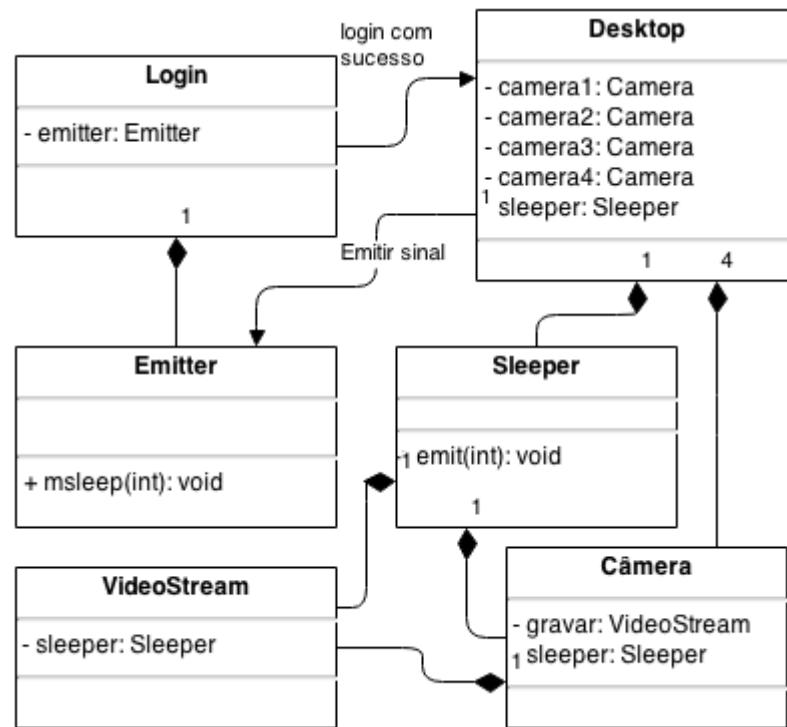 login com
sucesso
Login
- emitter: Emitter
1
Desktop
- camera1: Camera
- camera2: Camera
- camera3: Camera
- camera4: Camera
1
sleeper: Sleeper
1
4
Emitir sinal
Emitter
+ msleep(int): void
Sleeper
1 emit(int): void
1
VideoStream
- sleeper: Sleeper
Câmera
- gravar: VideoStream
1 sleeper: Sleeper